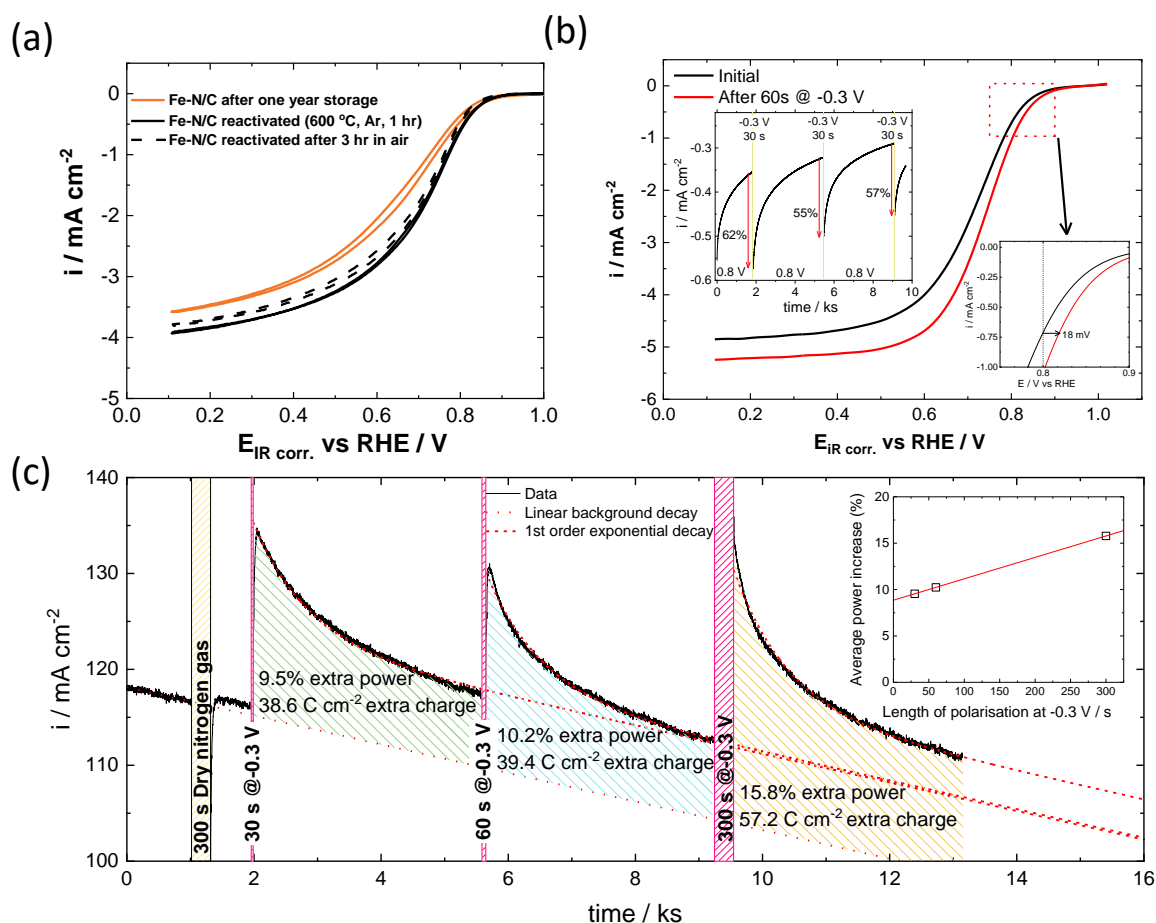 (a)
Fe-N/C after one year storage
Fe-N/C reactivated (600 °C, Ar, 1 hr)
Fe-N/C reactivated after 3 hr in air
0
-1
-2
-3
-4
-5
i / mA cm-2
0.0 0.2 0.4 0.6 0.8 1.0
EIR corr. vs RHE / V
(b)
Initial
After 60s @ -0.3 V
0
-1
-2
-3
-4
-5
-6
i / mA cm-2
0.0 0.2 0.4 0.6 0.8 1.0
EiR corr. vs RHE / V
-0.3 V
30 s
-0.3 V
30 s
-0.3 V
30 s
-0.3
-0.4
-0.5
-0.6
i / mA cm-2
62%
55%
57%
0.8 V
0.8 V
0.8 V
0 2 4 6 8 10
time / ks
0.00
-0.25
-0.50
-0.75
-1.00
i / mA cm-2
18 mV
0.8 0.9
E / V vs RHE
(c)
140
130
120
110
100
i / mA cm-2
300 s Dry nitrogen gas
30 s @-0.3 V
60 s @-0.3 V
300 s @-0.3 V
Data
Linear background decay
1st order exponential decay
9.5% extra power
38.6 C cm-2 extra charge
10.2% extra power
39.4 C cm-2 extra charge
15.8% extra power
57.2 C cm-2 extra charge
20
15
10
5
0
Average power increase (%)
0 50 100 150 200 250 300
Length of polarisation at -0.3 V / s
0 2 4 6 8 10 12 14 16
time / ks